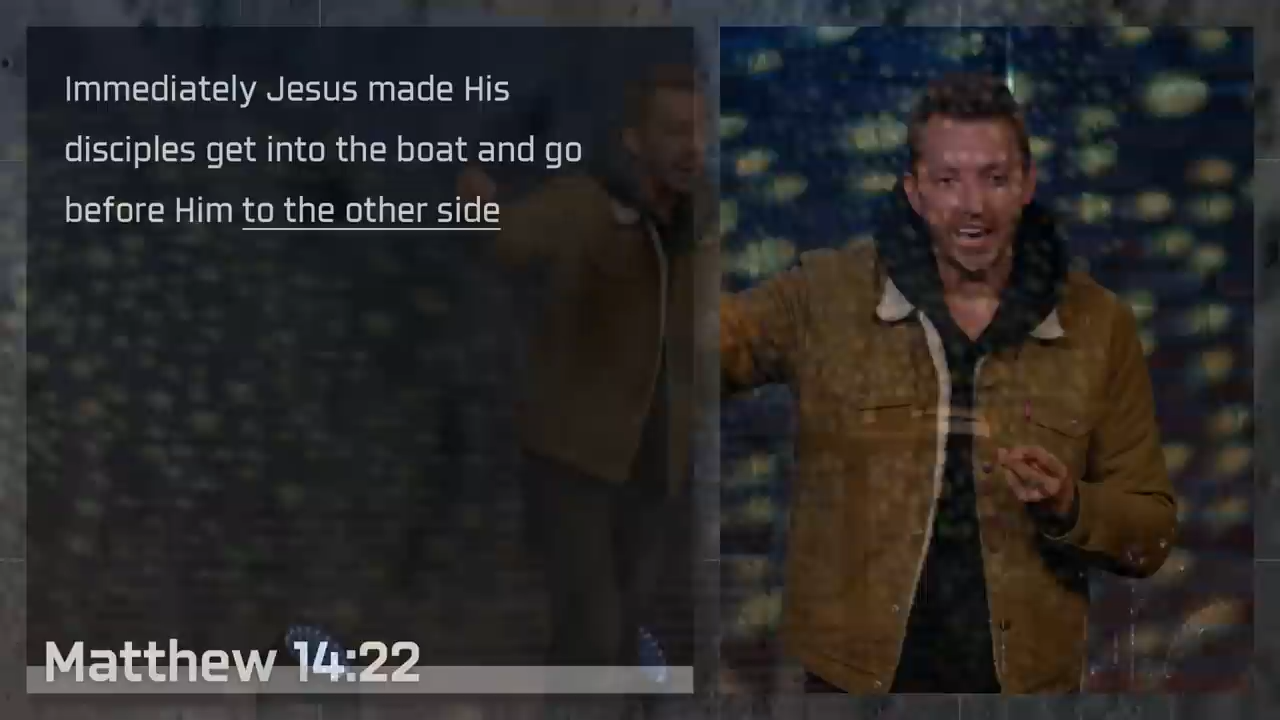 Immediately Jesus made His
disciples get into the boat and go
before Him to the other side
Matthew 14:22